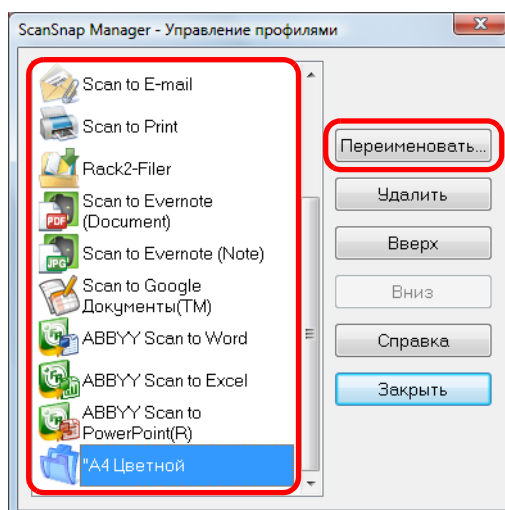 ScanSnap Manager - Управление профилями
Scan to E-mail
Scan to Print
Rack2-Filer
PDF
Scan to Evernote
(Document)
JPG
Scan to Evernote (Note)
Scan to Google
Документы(TM)
ABBYY Scan to Word
ABBYY Scan to Excel
ABBYY Scan to
PowerPoint(R)
"A4 Цветной
Переименовать...
Удалить
Вверх
Вниз
Справка
Закрыть